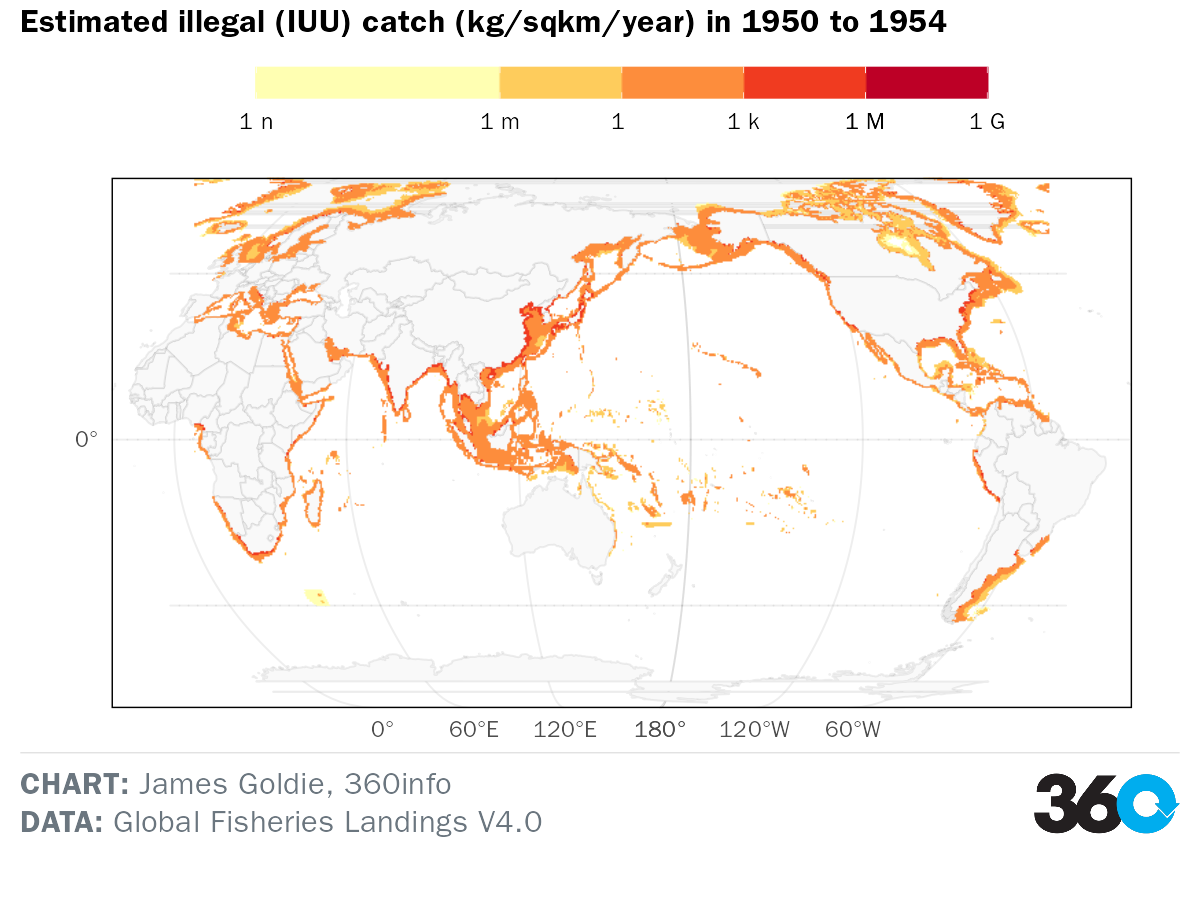 Estimated illegal (IUU) catch (kg/sqkm/year) in 1950 to 1954
1 n 1 m 1 1 k 1 M 1 G
0°
0° 60°E 120°E 180° 120°W 60°W
CHART: James Goldie, 360info
DATA: Global Fisheries Landings V4.0
360